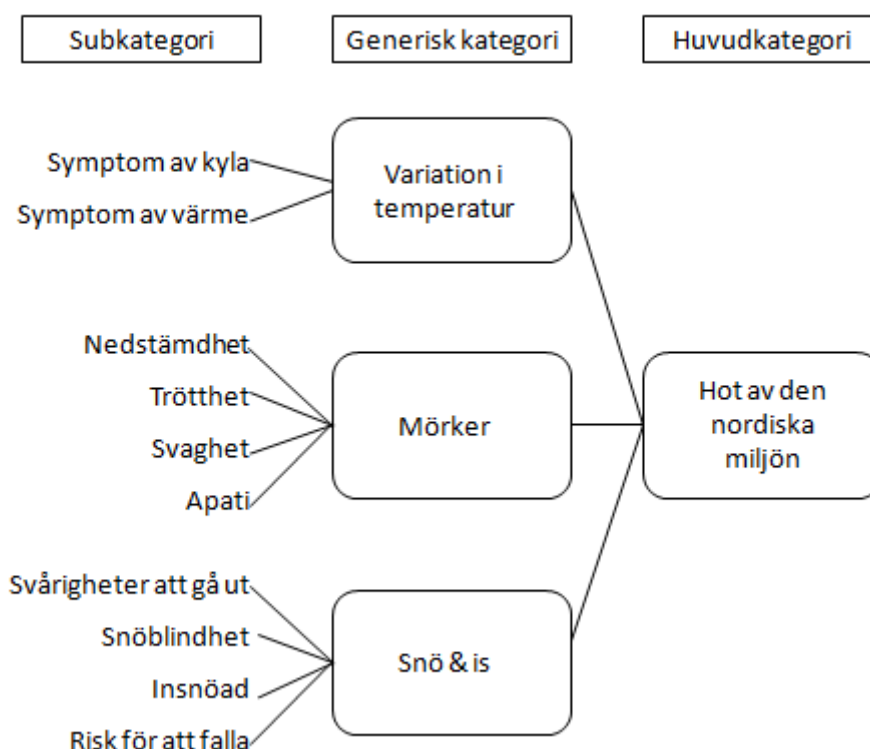 Subkategori
Generisk kategori
Huvudkategori
Symptom av kyla
Symptom av värme
Variation i
temperatur
Nedstämdhet
Trötthet
Svaghet
Apati
Mörker
Hot av den
nordiska
miljön
Svårigheter att gå ut
Snöblindhet
Insnöad
Risk för att falla
Snö & is